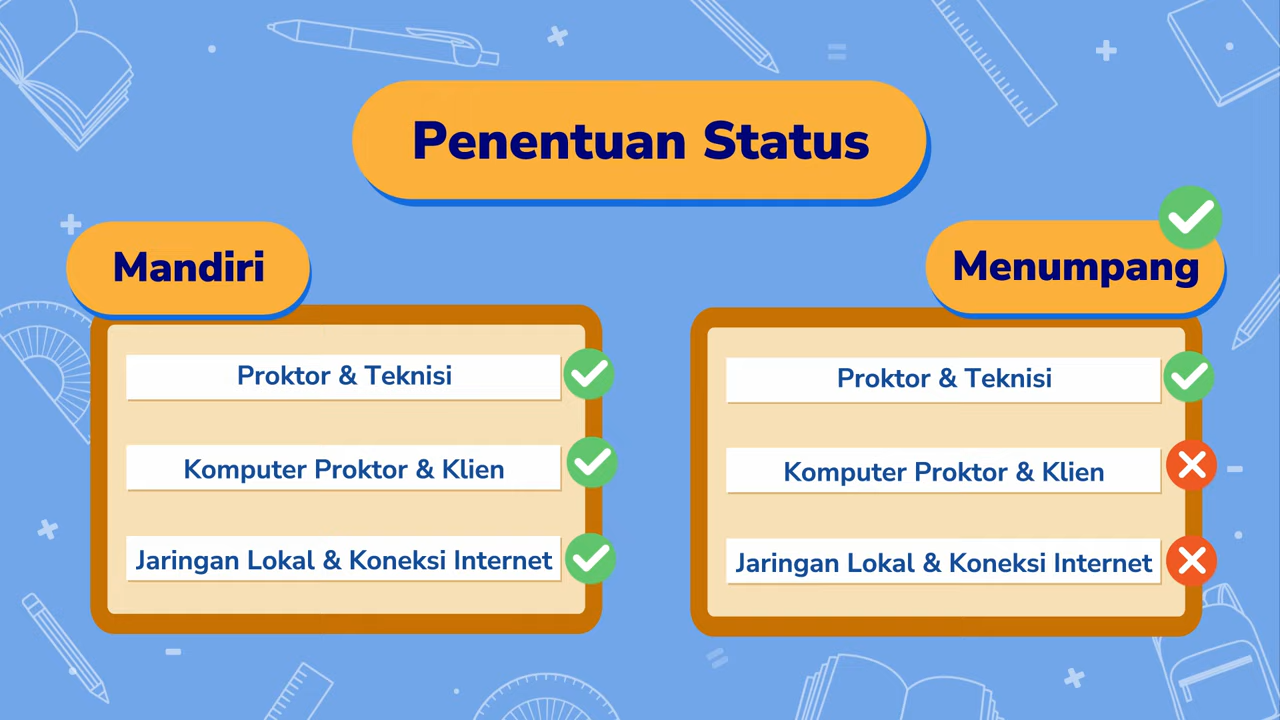 Penentuan Status
Mandiri
Proktor & Teknisi
Komputer Proktor & Klien
Jaringan Lokal & Koneksi Internet
Menumpang
Proktor & Teknisi
Komputer Proktor & Klien
Jaringan Lokal & Koneksi Internet